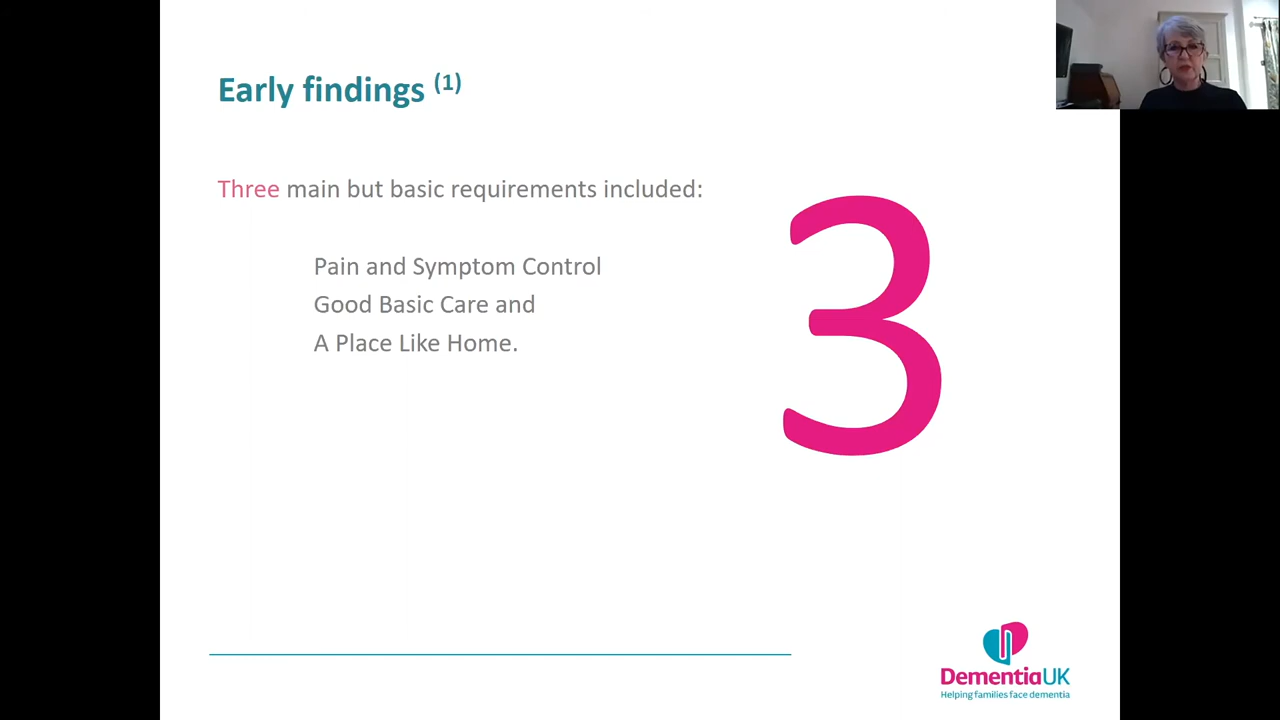 Early findings (1)
Three main but basic requirements included:
Pain and Symptom Control
Good Basic Care and
A Place Like Home.
3
DementiaUK
Helping families face dementia